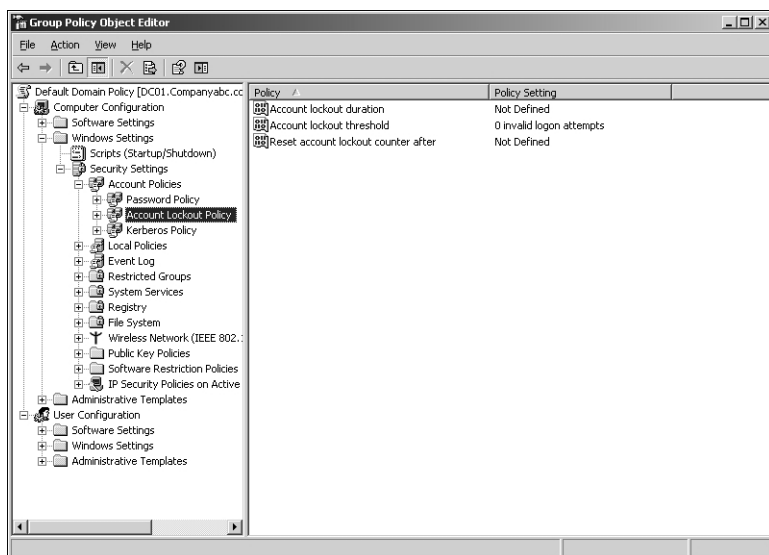 Group Policy Object Editor
File Action View Help
Default Domain Policy [DC01.Companyabc.cc
Computer Configuration
Software Settings
Windows Settings
Scripts (Startup/Shutdown)
Security Settings
Account Policies
Password Policy
Account Lockout Policy
Kerberos Policy
Local Policies
Event Log
Restricted Groups
System Services
Registry
File System
Wireless Network (IEEE 802.:
Public Key Policies
Software Restriction Policies
IP Security Policies on Active
Administrative Templates
User Configuration
Software Settings
Windows Settings
Administrative Templates
Policy Policy Setting
Account lockout duration Not Defined
Account lockout threshold 0 invalid logon attempts
Reset account lockout counter after Not Defined